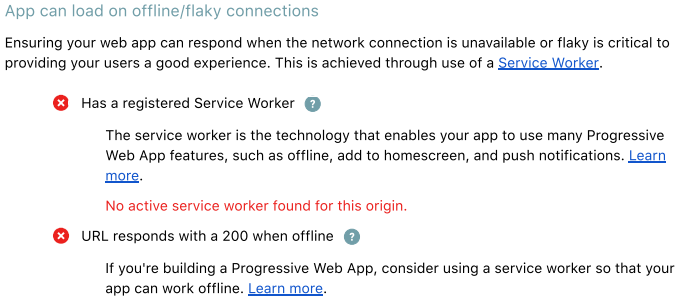 App can load on offline/flaky connections
Ensuring your web app can respond when the network connection is unavailable or flaky is critical to
providing your users a good experience. This is achieved through use of a Service Worker.
Has a registered Service Worker ?
The service worker is the technology that enables your app to use many Progressive
Web App features, such as offline, add to homescreen, and push notifications. Learn
more.
No active service worker found for this origin.
URL responds with a 200 when offline ?
If you're building a Progressive Web App, consider using a service worker so that your
app can work offline. Learn more.